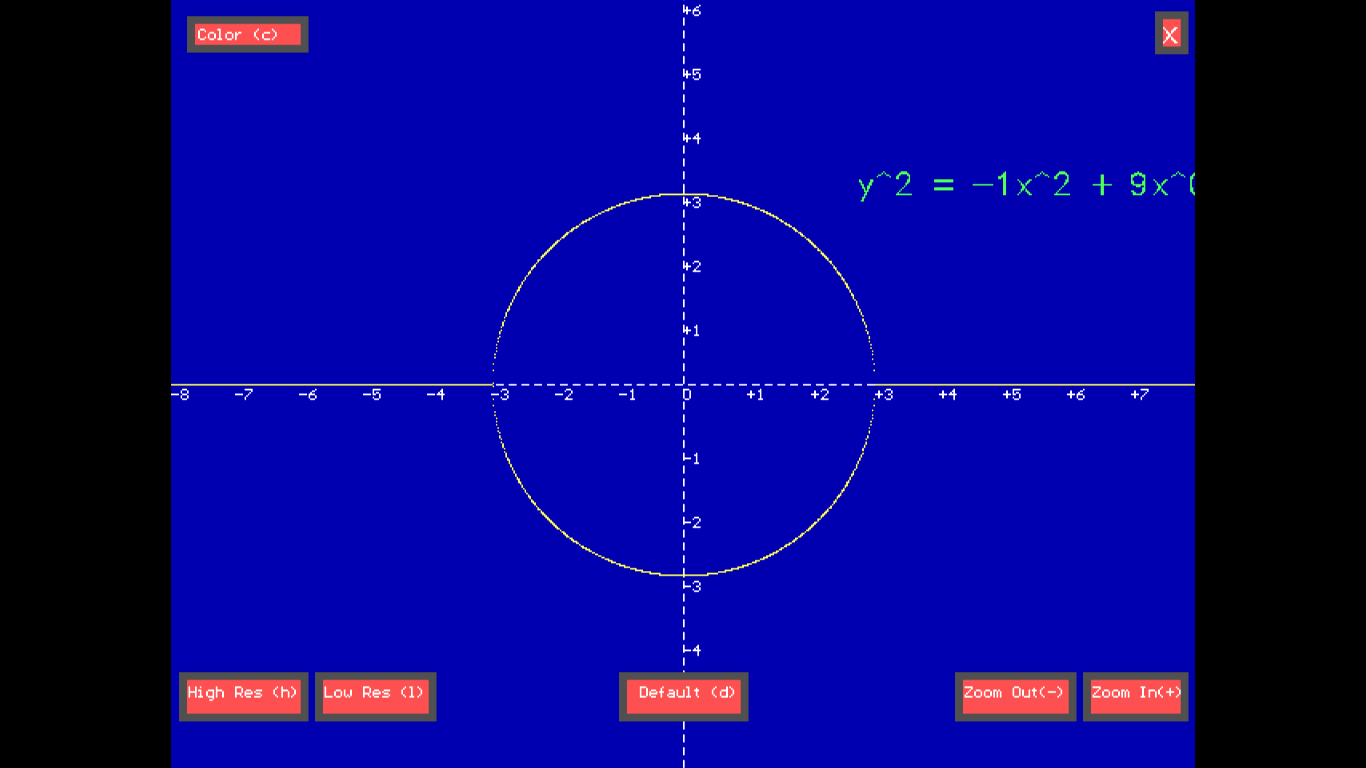 +6
Color (c)
X
+5
+4
y^2 = -1x^2 + 9x^0
+3
+2
+1
-8 -7 -6 -5 -4 -3 -2 -1 0 +1 +2 +3 +4 +5 +6 +7
-1
-2
-3
-4
High Res (h) Low Res (l) Default (d) Zoom Out(-) Zoom In(+)